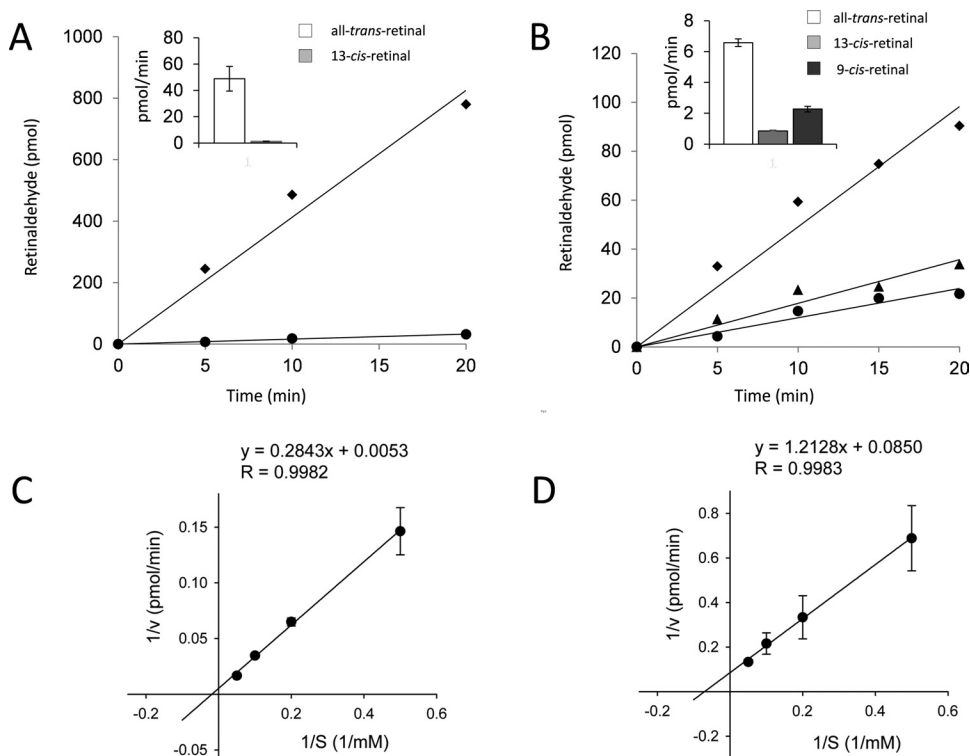 A
all-trans-retinal
13-cis-retinal
pmol/min
80
60
40
20
0
1
Retinaldehyde (pmol)
1000
800
600
400
200
0
0
5
10
15
20
Time (min)
B
all-trans-retinal
13-cis-retinal
9-cis-retinal
pmol/min
8
6
4
2
0
1
Retinaldehyde (pmol)
120
100
80
60
40
20
0
0
5
10
15
20
Time (min)
C
y = 0.2843x + 0.0053
R = 0.9982
1/v (pmol/min)
0.15
0.05
-0.05
-0.2
0.2
0.4
0.6
1/S (1/mM)
D
y = 1.2128x + 0.0850
R = 0.9983
1/v (pmol/min)
0.8
0.6
0.4
0.2
-0.2
-0.2
0.2
0.4
0.6
1/S (1/mM)